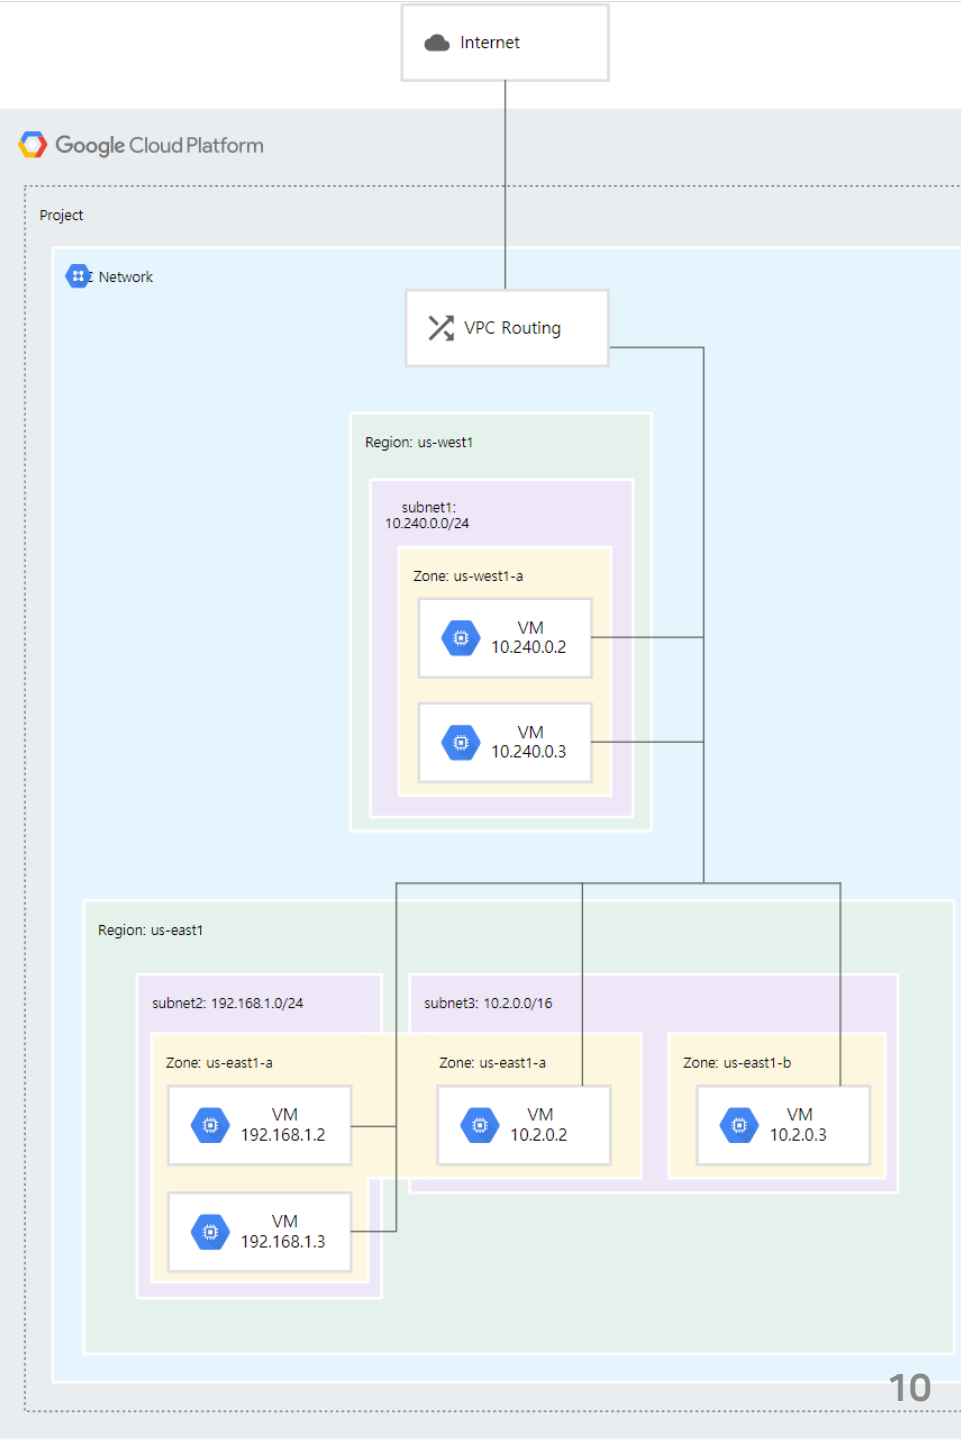 Internet
Google Cloud Platform
Project
Network
VPC Routing
Region: us-west1
subnet1:
10.240.0.0/24
Zone: us-west1-a
VM
10.240.0.2
VM
10.240.0.3
Region: us-east1
subnet2: 192.168.1.0/24
subnet3: 10.2.0.0/16
Zone: us-east1-a
Zone: us-east1-a
Zone: us-east1-b
VM
192.168.1.2
VM
10.2.0.2
VM
10.2.0.3
VM
192.168.1.3
10